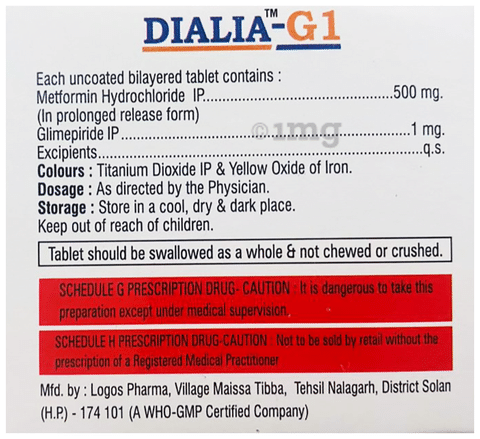 DIALIA™-G1
Each uncoated bilayered tablet contains :
Metformin Hydrochloride IP..............................500 mg.
(In prolonged release form)
Glimepiride IP..........................................................1 mg.
Excipients..................................................................q.s.
Colours : Titanium Dioxide IP & Yellow Oxide of Iron.
Dosage : As directed by the Physician.
Storage : Store in a cool, dry & dark place.
Keep out of reach of children.
Tablet should be swallowed as a whole & not chewed or crushed.
SCHEDULE G PRESCRIPTION DRUG- CAUTION : It is dangerous to take this
preparation except under medical supervision.
SCHEDULE H PRESCRIPTION DRUG-CAUTION : Not to be sold by retail without the
prescription of a Registered Medical Practitioner
Mfd. by : Logos Pharma, Village Maissa Tibba, Tehsil Nalagarh, District Solan
(H.P.) - 174 101 (A WHO-GMP Certified Company)
©1mg